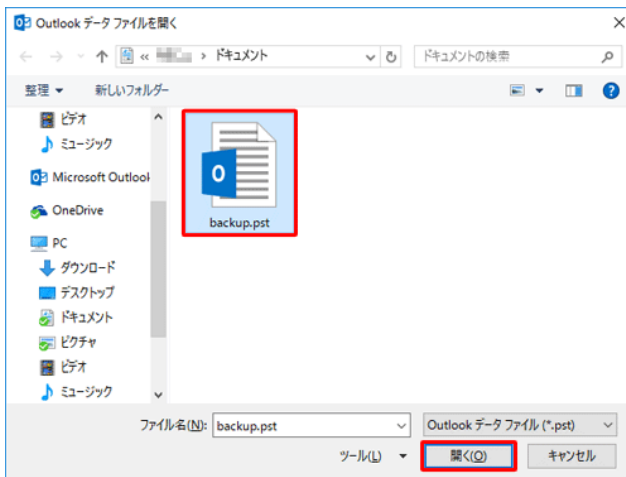 Outlook データ ファイルを開く
« › ドキュメント
ドキュメントの検索
整理
新しいフォルダー
ビデオ
ミュージック
Microsoft Outlook
OneDrive
PC
ダウンロード
デスクトップ
ドキュメント
ピクチャ
ビデオ
ミュージック
backup.pst
ファイル名(N): backup.pst
Outlook データ ファイル (*.pst)
ツール(L)
開く(O)
キャンセル